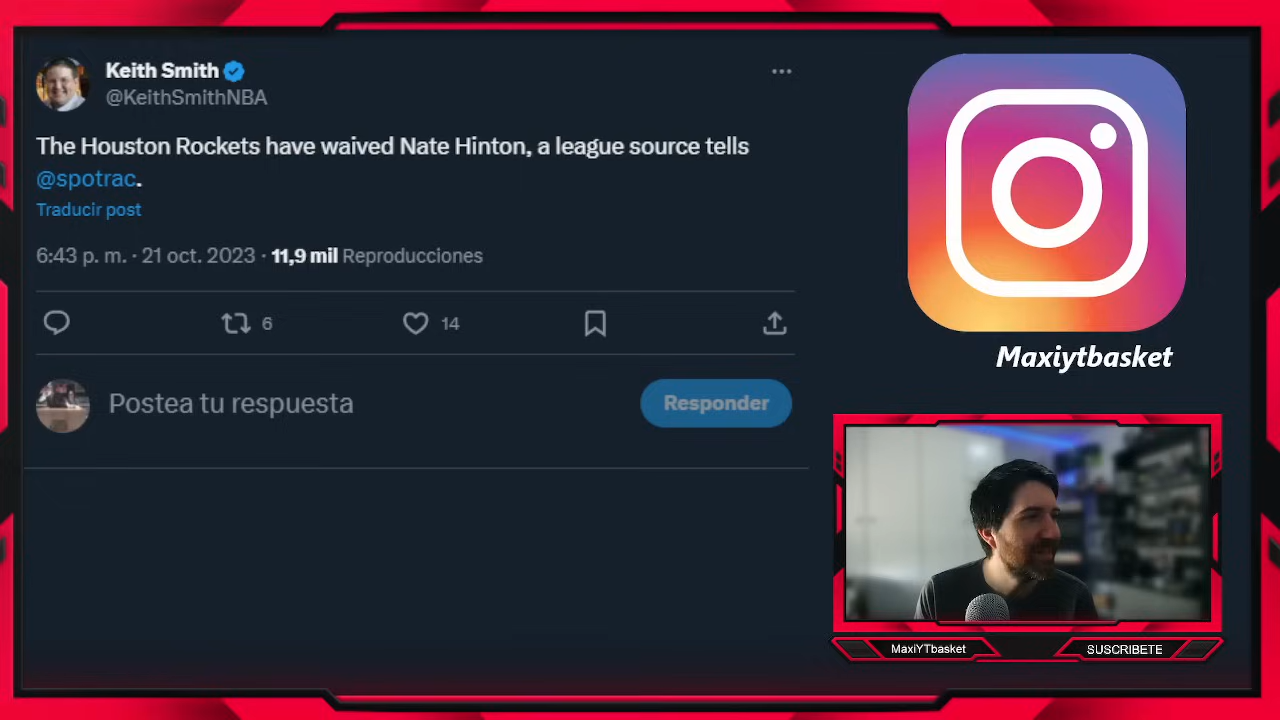 Keith Smith
@KeithSmithNBA
The Houston Rockets have waived Nate Hinton, a league source tells
@spotrac.
Traducir post
6:43 p. m. · 21 oct. 2023 · 11,9 mil Reproducciones
6
14
Postea tu respuesta
Responder
Maxiytbasket
MaxiYTbasket
SUSCRIBETE